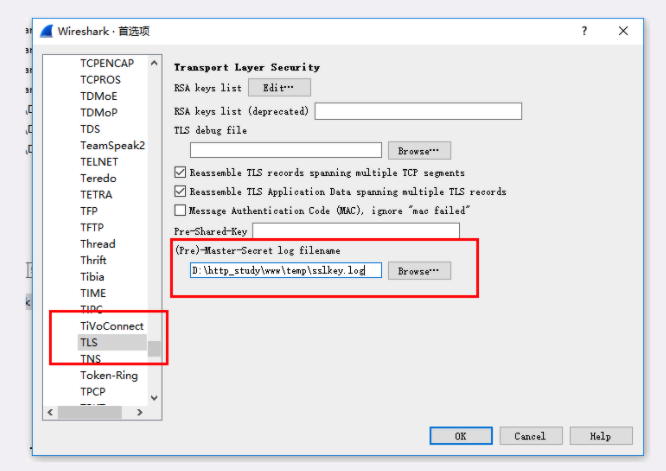 Wireshark · 首选项
?
×
TCPENCAP
TCPROS
TDMoE
TDMoP
TDS
TeamSpeak2
TELNET
Teredo
TETRA
TFP
TFTP
Thread
Thrift
Tibia
TIME
TIPC
TiVoConnect
TLS
TNS
Token-Ring
TPCP
Transport Layer Security
RSA keys list Edit…
RSA keys list (deprecated)
TLS debug file
Browse…
Reassemble TLS records spanning multiple TCP segments
Reassemble TLS Application Data spanning multiple TLS records
Message Authentication Code (MAC), ignore "mac failed"
Pre-Shared-Key
(Pre)-Master-Secret log filename
D:\http_study\www\temp\sslkey.log Browse…
OK Cancel Help